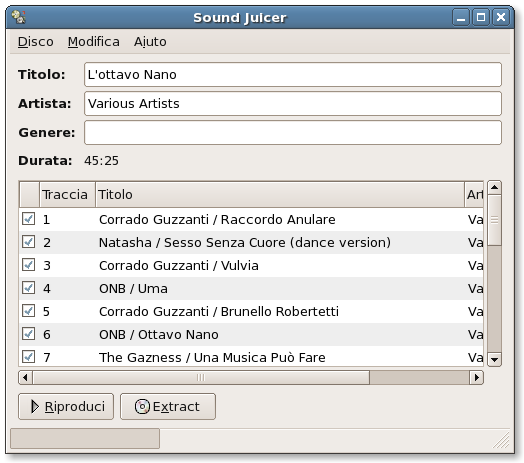 Sound Juicer
Disco Modifica Aiuto
Titolo: L'ottavo Nano
Artista: Various Artists
Genere:
Durata: 45:25
Traccia Titolo Art
1 Corrado Guzzanti / Raccordo Anulare Va
2 Natasha / Sesso Senza Cuore (dance version) Va
3 Corrado Guzzanti / Vulvia Va
4 ONB / Uma Va
5 Corrado Guzzanti / Brunello Robertetti Va
6 ONB / Ottavo Nano Va
7 The Gazness / Una Musica Può Fare Va
Riproduci Extract